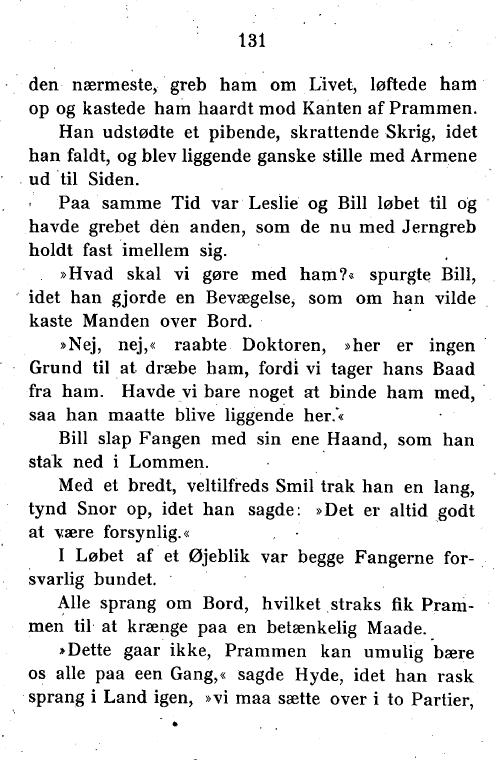 131
den nærmeste, greb ham om Livet, løftede ham
op og kastede ham haardt mod Kanten af Prammen.
Han udstødte et pibende, skrattende Skrig, idet
han faldt, og blev liggende ganske stille med Armene
ud til Siden.
Paa samme Tid var Leslie og Bill løbet til og
havde grebet den anden, som de nu med Jerngreb
holdt fast imellem sig.
»Hvad skal vi gøre med ham?« spurgte Bill,
idet han gjorde en Bevægelse, som om han vilde
kaste Manden over Bord.
»Nej, nej,« raabte Doktoren, »her er ingen
Grund til at dræbe ham, fordi vi tager hans Baad
fra ham. Havde vi bare noget at binde ham med,
saa han maatte blive liggende her.«
Bill slap Fangen med sin ene Haand, som han
stak ned i Lommen.
Med et bredt, veltilfreds Smil trak han en lang,
tynd Snor op, idet han sagde: »Det er altid godt
at være forsynlig.«
I Løbet af et Øjeblik var begge Fangerne for-
svarlig bundet.
Alle sprang om Bord, hvilket straks fik Pram-
men til at krænge paa en betænkelig Maade.
»Dette gaar ikke, Prammen kan umulig bære
os alle paa een Gang,« sagde Hyde, idet han rask
sprang i Land igen, »vi maa sætte over i to Partier,